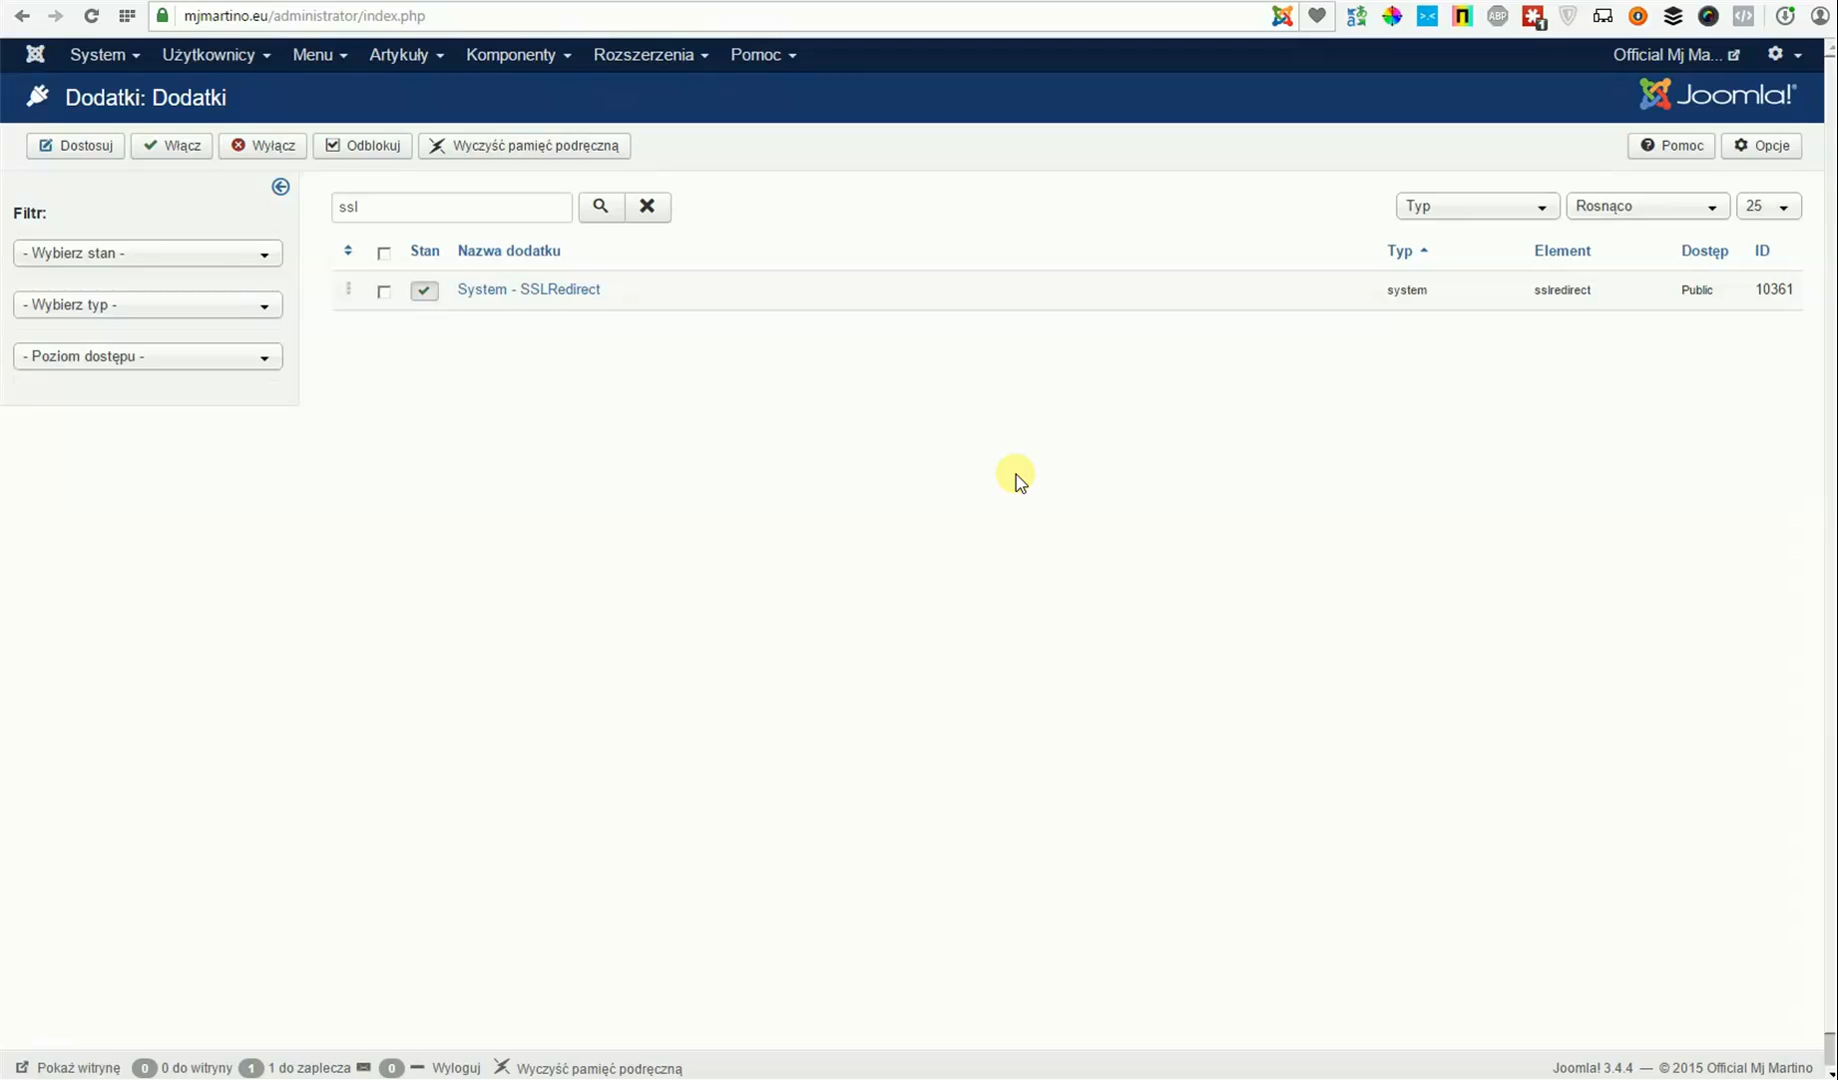 mjmartino.eu/administrator/index.php
ABP
1
System Użytkownicy Menu Artykuły Komponenty Rozszerzenia Pomoc Official Mj Ma...
Dodatki: Dodatki Joomla!®
Dostosuj Włącz Wyłącz Odblokuj Wyczyść pamięć podręczną Pomoc Opcje
Filtr:
- Wybierz stan -
- Wybierz typ -
- Poziom dostępu -
ssl Typ Rosnąco 25
Stan Nazwa dodatku Typ Element Dostęp ID
System - SSLRedirect system sslredirect Public 10361
Pokaż witrynę 0 0 do witryny 1 1 do zaplecza 0 Wyloguj Wyczyść pamięć podręczną Joomla! 3.4.4 — © 2015 Official Mj Martino